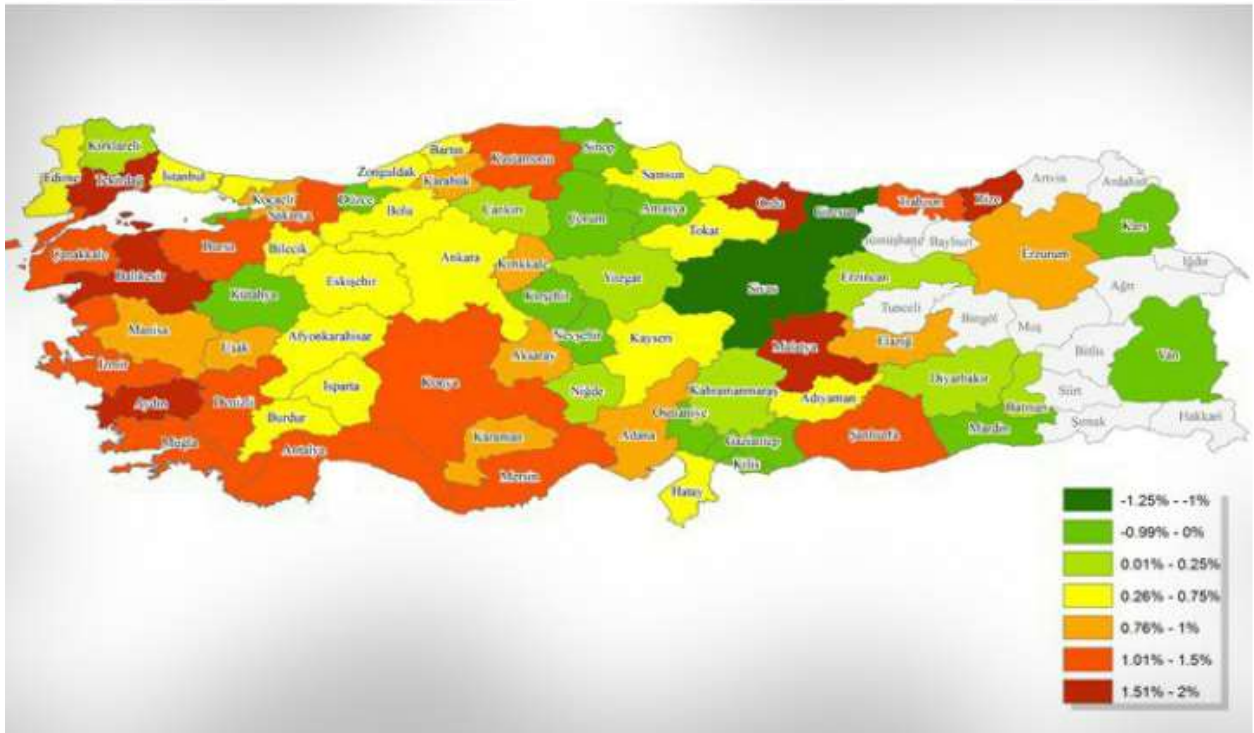 Kırklareli
Edirne
Tekirdağ
İstanbul
Kocaeli
Sakarya
Düzce
Zonguldak
Bartın
Karabük
Kastamonu
Sinop
Samsun
Bolu
Çankırı
Çorum
Amasya
Ordu
Giresun
Trabzon
Rize
Artvin
Ardahan
Kars
Tokat
Gümüşhane
Bayburt
Erzurum
Iğdır
Çanakkale
Bursa
Bilecik
Balıkesir
Ankara
Kırıkkale
Eskişehir
Yozgat
Sivas
Erzincan
Ağrı
Kütahya
Kırşehir
Tunceli
Bingöl
Muş
Manisa
Uşak
Afyonkarahisar
Nevşehir
Kayseri
Malatya
Elazığ
Bitlis
Van
İzmir
Aksaray
Konya
Isparta
Niğde
Kahramanmaraş
Diyarbakır
Siirt
Aydın
Denizli
Burdur
Adıyaman
Batman
Osmaniye
Şırnak
Hakkari
Muğla
Antalya
Karaman
Adana
Gaziantep
Şanlıurfa
Mardin
Mersin
Kilis
Hatay
-1.25% - -1%
-0.99% - 0%
0.01% - 0.25%
0.26% - 0.75%
0.76% - 1%
1.01% - 1.5%
1.51% - 2%